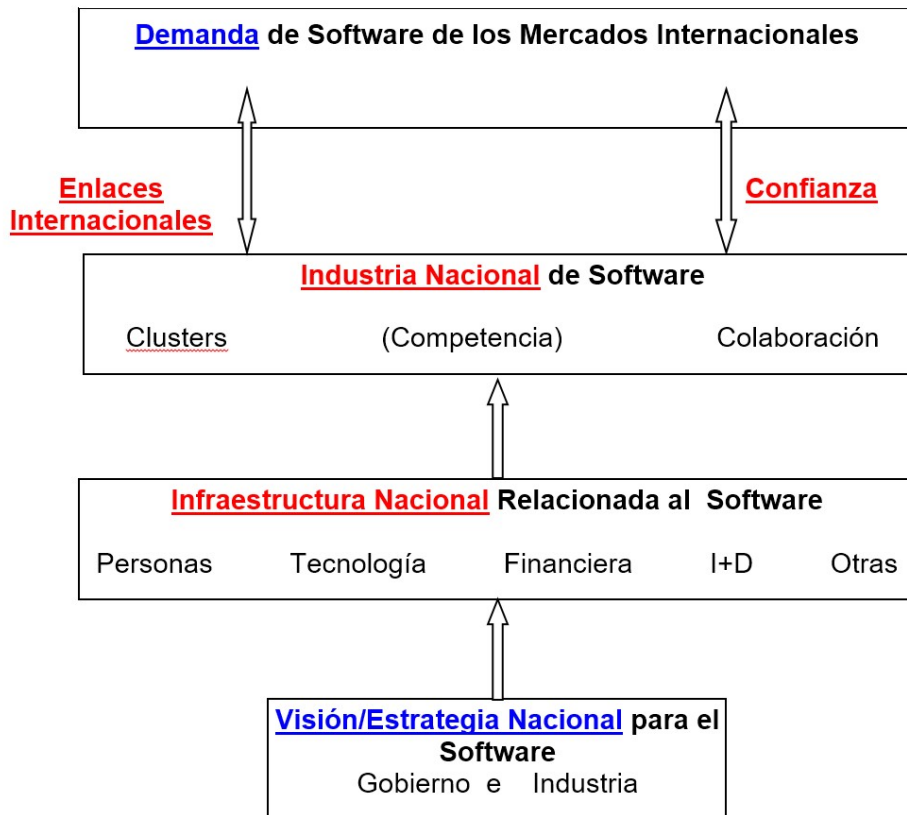 Demanda de Software de los Mercados Internacionales
Enlaces
Internacionales
Confianza
Industria Nacional de Software
Clusters (Competencia) Colaboración
Infraestructura Nacional Relacionada al Software
Personas Tecnología Financiera I+D Otras
Visión/Estrategia Nacional para el
Software
Gobierno e Industria